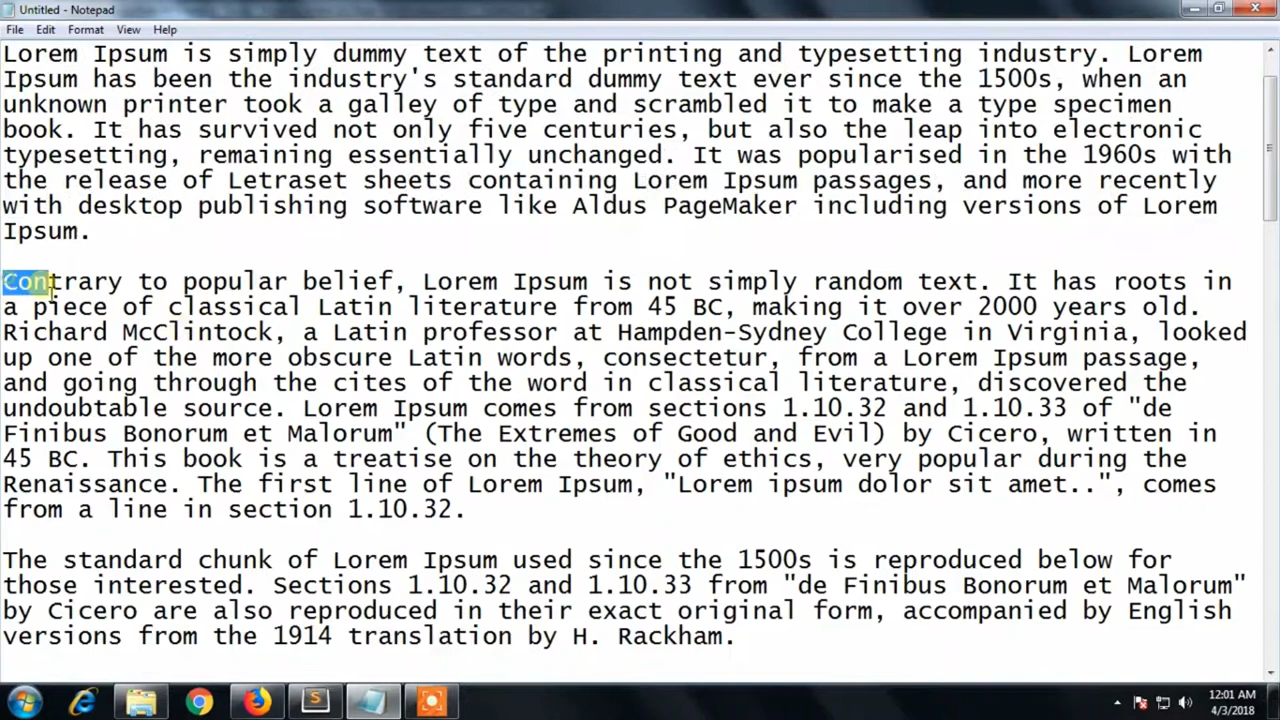 Untitled - Notepad
File Edit Format View Help
Lorem Ipsum is simply dummy text of the printing and typesetting industry. Lorem
Ipsum has been the industry's standard dummy text ever since the 1500s, when an
unknown printer took a galley of type and scrambled it to make a type specimen
book. It has survived not only five centuries, but also the leap into electronic
typesetting, remaining essentially unchanged. It was popularised in the 1960s with
the release of Letraset sheets containing Lorem Ipsum passages, and more recently
with desktop publishing software like Aldus PageMaker including versions of Lorem
Ipsum.
Contrary to popular belief, Lorem Ipsum is not simply random text. It has roots in
a piece of classical Latin literature from 45 BC, making it over 2000 years old.
Richard McClintock, a Latin professor at Hampden-Sydney College in Virginia, looked
up one of the more obscure Latin words, consectetur, from a Lorem Ipsum passage,
and going through the cites of the word in classical literature, discovered the
undoubtable source. Lorem Ipsum comes from sections 1.10.32 and 1.10.33 of "de
Finibus Bonorum et Malorum" (The Extremes of Good and Evil) by Cicero, written in
45 BC. This book is a treatise on the theory of ethics, very popular during the
Renaissance. The first line of Lorem Ipsum, "Lorem ipsum dolor sit amet..", comes
from a line in section 1.10.32.
The standard chunk of Lorem Ipsum used since the 1500s is reproduced below for
those interested. Sections 1.10.32 and 1.10.33 from "de Finibus Bonorum et Malorum"
by Cicero are also reproduced in their exact original form, accompanied by English
versions from the 1914 translation by H. Rackham.
12:01 AM
4/3/2018